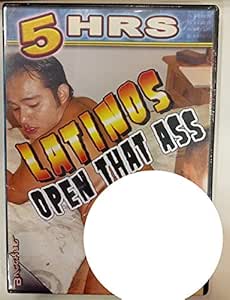 5 HRS
LATINOS
OPEN THAT ASS